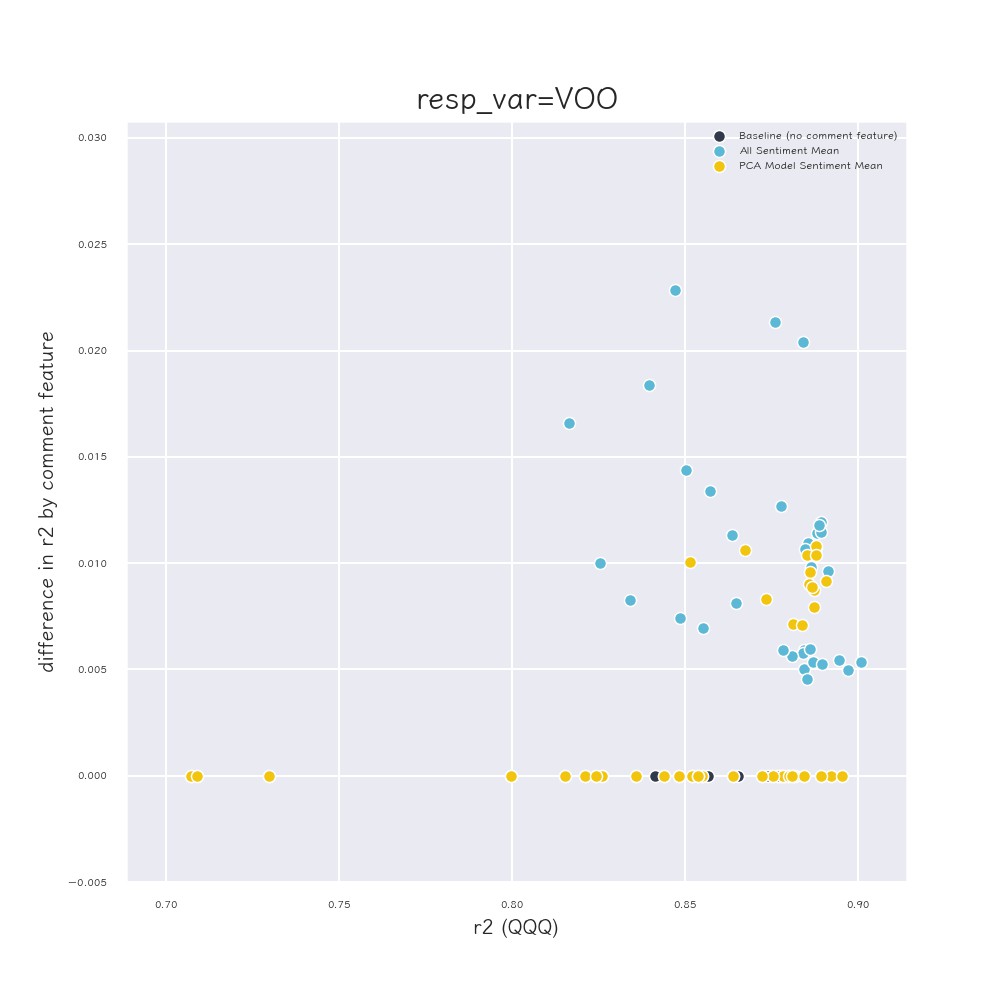 resp_var=VOO
Baseline (no comment feature)
All Sentiment Mean
PCA Model Sentiment Mean
difference in r2 by comment feature
0.030
0.025
0.020
0.015
0.010
0.005
0.000
−0.005
0.70 0.75 0.80 0.85 0.90
r2 (QQQ)